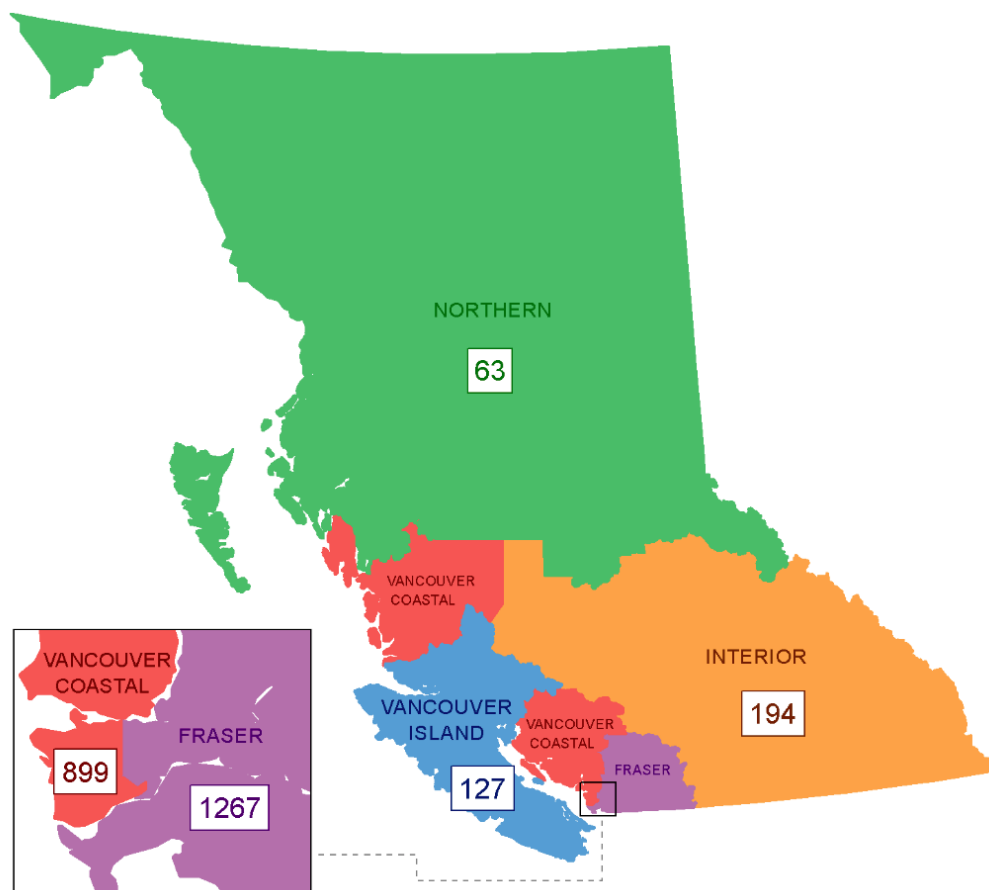 NORTHERN
63
VANCOUVER
COASTAL
INTERIOR
194
VANCOUVER
ISLAND
127
VANCOUVER
COASTAL
FRASER
VANCOUVER
COASTAL
FRASER
899
1267